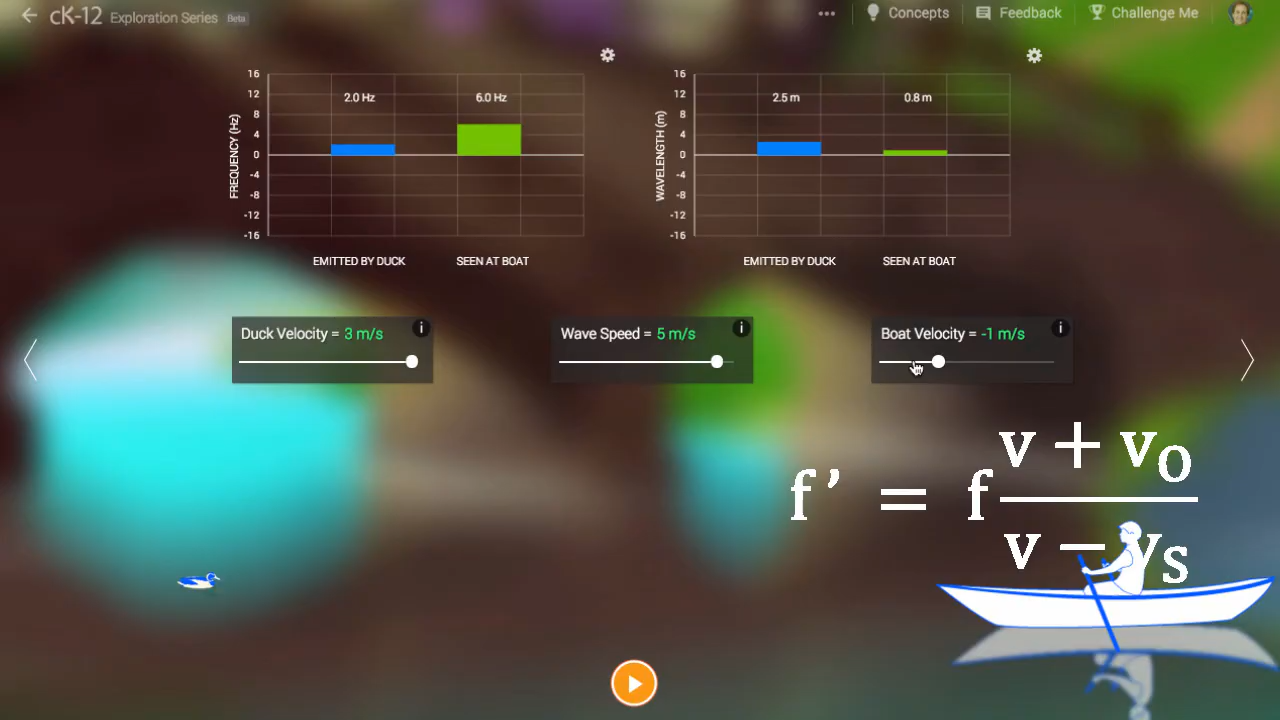 cK-12 Exploration Series Beta
Concepts
Feedback
Challenge Me
16
12
8
4
0
-4
-8
-12
-16
FREQUENCY (Hz)
2.0 Hz
6.0 Hz
EMITTED BY DUCK
SEEN AT BOAT
16
12
8
4
0
-4
-8
-12
-16
WAVELENGTH (m)
2.5 m
0.8 m
EMITTED BY DUCK
SEEN AT BOAT
Duck Velocity = 3 m/s
i
Wave Speed = 5 m/s
i
Boat Velocity = -1 m/s
i
v + vO
f’ = f
v − vS